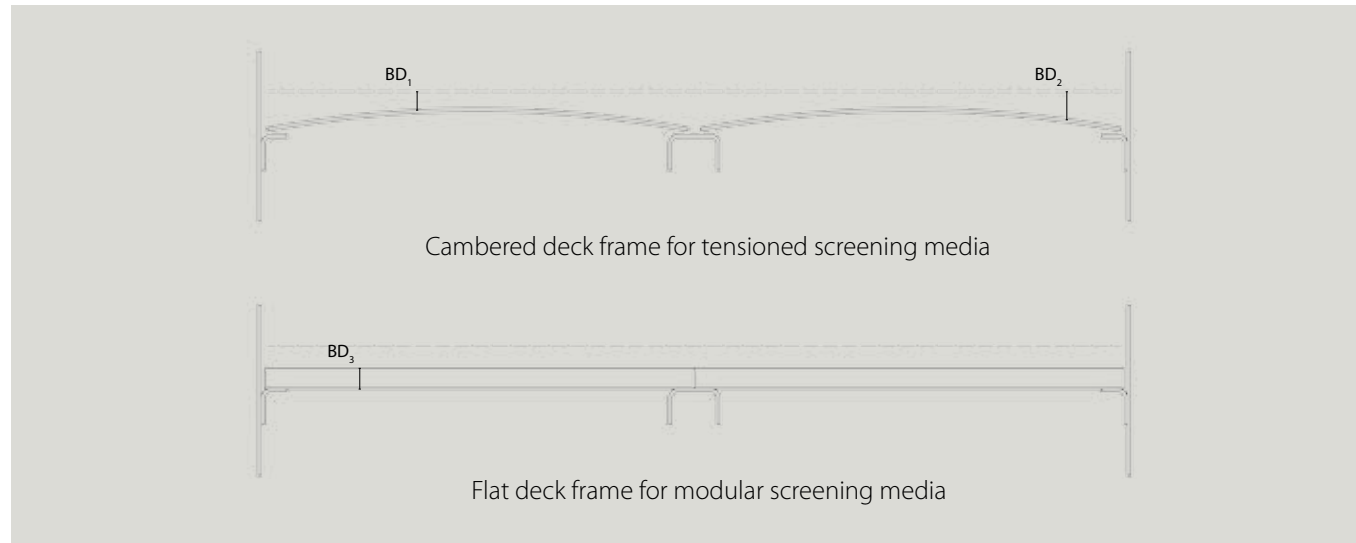 BD₁
BD₂
Cambered deck frame for tensioned screening media
BD₃
Flat deck frame for modular screening media